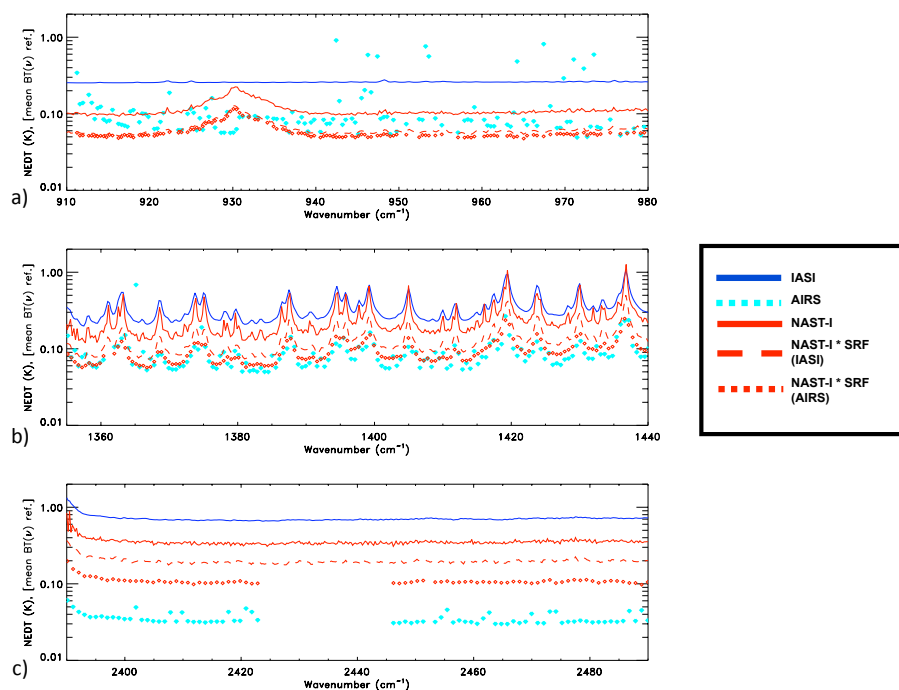 1.00
0.10
0.01
NEDT (K), [mean BT(ν) ref.]
910 920 930 940 950 960 970 980
Wavenumber (cm⁻¹)
a)
1.00
0.10
0.01
NEDT (K), [mean BT(ν) ref.]
1360 1380 1400 1420 1440
Wavenumber (cm⁻¹)
b)
1.00
0.10
0.01
NEDT (K), [mean BT(ν) ref.]
2400 2420 2440 2460 2480
Wavenumber (cm⁻¹)
c)
IASI
AIRS
NAST-I
NAST-I * SRF
(IASI)
NAST-I * SRF
(AIRS)